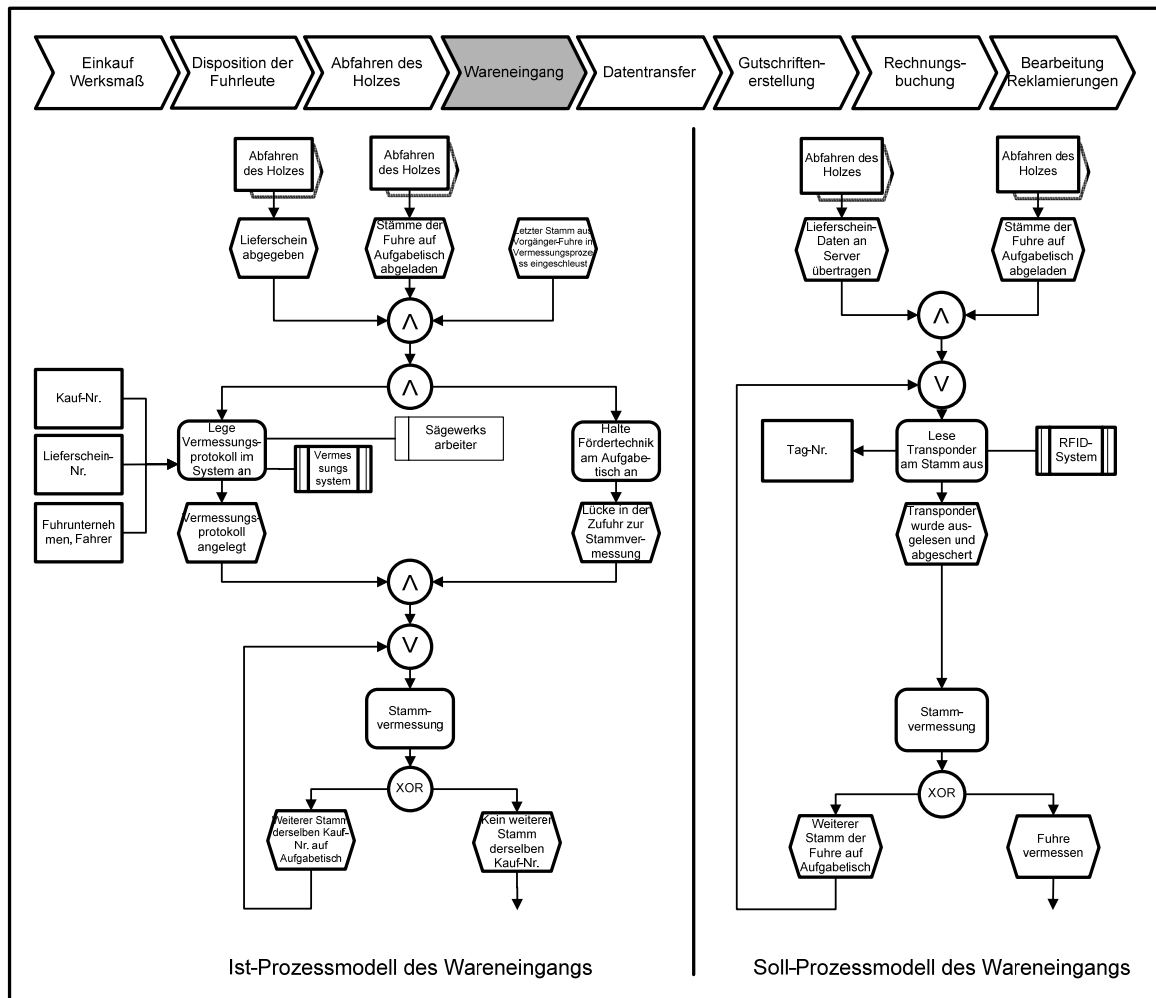 Einkauf
Werksmaß
Disposition der
Fuhrleute
Abfahren des
Holzes
Wareneingang
Datentransfer
Gutschriften-
erstellung
Rechnungs-
buchung
Bearbeitung
Reklamierungen
Abfahren
des Holzes
Abfahren
des Holzes
Lieferschein
abgegeben
Stämme der
Fuhre auf
Aufgabetisch
abgeladen
Letzter Stamm aus
Vorgänger-Fuhre in
Vermessungsproze
ss eingeschleust
Λ
Λ
Kauf-Nr.
Lieferschein-
Nr.
Fuhrunterneh
men, Fahrer
Lege
Vermessungs-
protokoll im
System an
Sägewerks
arbeiter
Vermes
sungs
system
Halte
Fördertechnik
am Aufgabe-
tisch an
Vermessungs-
protokoll
angelegt
Lücke in der
Zufuhr zur
Stammver-
messung
Λ
V
Stamm-
vermessung
XOR
Weiterer Stamm
derselben Kauf-
Nr. auf
Aufgabetisch
Kein weiterer
Stamm
derselben
Kauf-Nr.
Ist-Prozessmodell des Wareneingangs
Abfahren des
Holzes
Abfahren des
Holzes
Lieferschein-
Daten an
Server
übertragen
Stämme der
Fuhre auf
Aufgabetisch
abgeladen
Λ
V
Tag-Nr.
Lese
Transponder
am Stamm aus
RFID-
System
Transponder
wurde aus-
gelesen und
abgeschert
Stamm-
vermessung
XOR
Weiterer
Stamm der
Fuhre auf
Aufgabetisch
Fuhre
vermessen
Soll-Prozessmodell des Wareneingangs